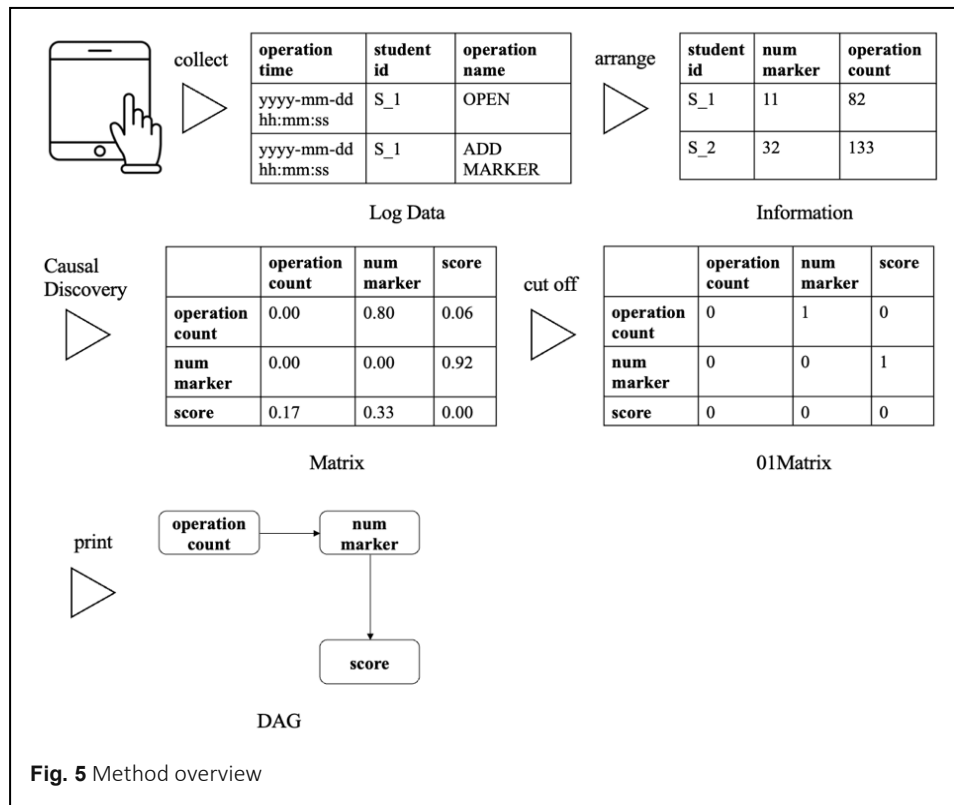 collect
operation time student id operation name
yyyy-mm-dd hh:mm:ss S_1 OPEN
yyyy-mm-dd hh:mm:ss S_1 ADD MARKER
Log Data
arrange
student id num marker operation count
S_1 11 82
S_2 32 133
Information
Causal
Discovery
operation count num marker score
operation count 0.00 0.80 0.06
num marker 0.00 0.00 0.92
score 0.17 0.33 0.00
Matrix
cut off
operation count num marker score
operation count 0 1 0
num marker 0 0 1
score 0 0 0
01Matrix
print
operation
count
num
marker
score
DAG
Fig. 5 Method overview